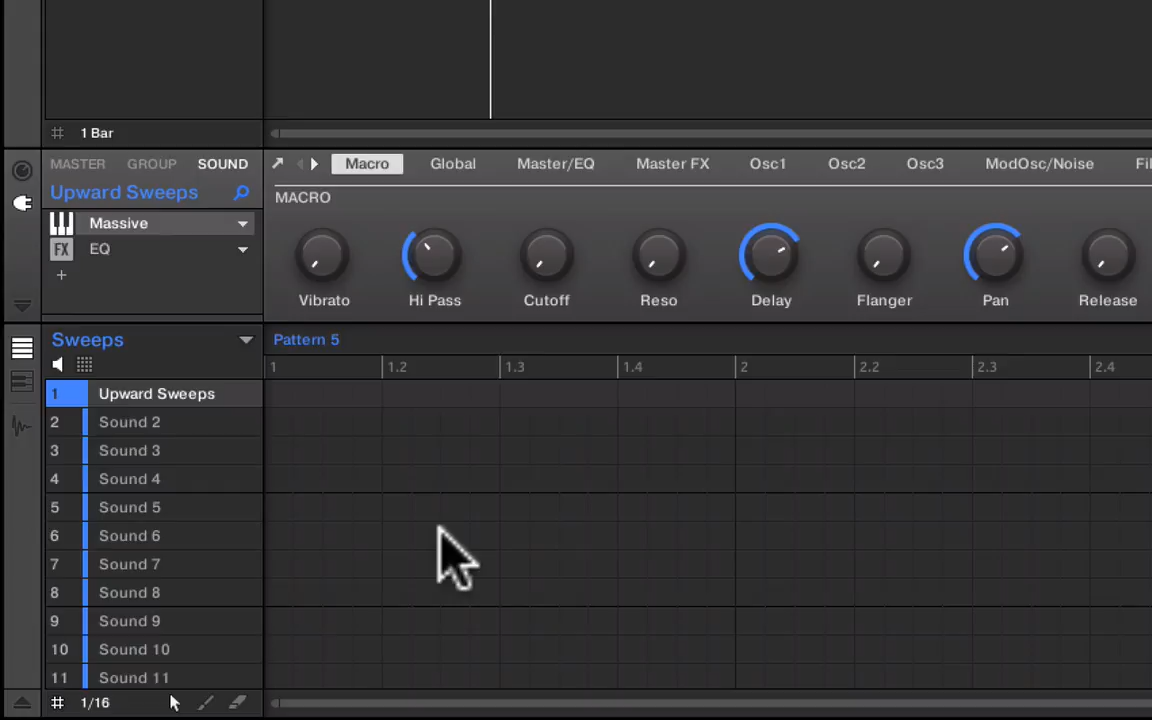 1 Bar
MASTER GROUP SOUND
Macro Global Master/EQ Master FX Osc1 Osc2 Osc3 ModOsc/Noise Fil
Upward Sweeps
MACRO
Massive
FX EQ
+
Vibrato Hi Pass Cutoff Reso Delay Flanger Pan Release
Sweeps
Pattern 5
1 1.2 1.3 1.4 2 2.2 2.3 2.4
1 Upward Sweeps
2 Sound 2
3 Sound 3
4 Sound 4
5 Sound 5
6 Sound 6
7 Sound 7
8 Sound 8
9 Sound 9
10 Sound 10
11 Sound 11
1/16